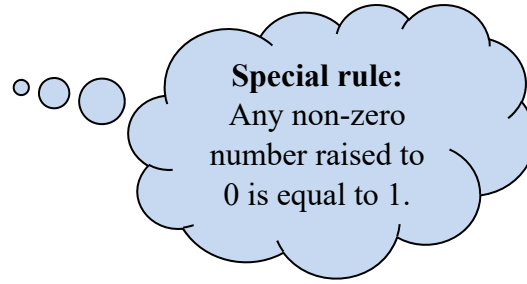 Special rule:
Any non-zero
number raised to
0 is equal to 1.